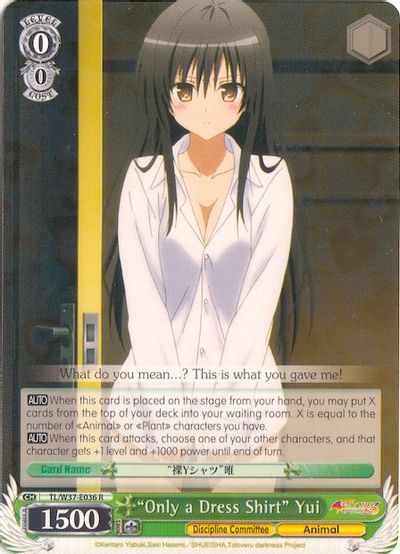 LEVEL
0
0
COST
What do you mean...? This is what you gave me!
AUTO When this card is placed on the stage from your hand, you may put X
cards from the top of your deck into your waiting room. X is equal to the
number of «Animal» or «Plant» characters you have.
AUTO When this card attacks, choose one of your other characters, and that
character gets +1 level and +1000 power until end of turn.
Card Name
“裸Yシャツ”唯
CH TL/W37-E036 R
POWER
1500
“Only a Dress Shirt” Yui
Discipline Committee
Animal
©Kentaro Yabuki,Saki Hasemi／SHUEISHA,Toloveru darkness Project